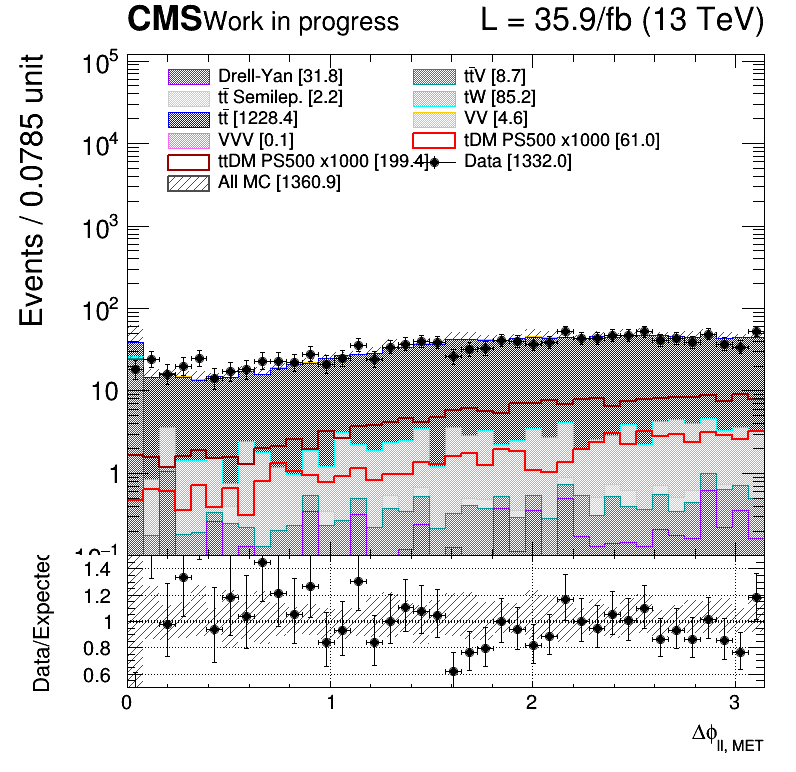 CMS Work in progress L = 35.9/fb (13 TeV)
Events / 0.0785 unit
10⁵
10⁴
10³
10²
10
1
10⁻¹
Drell-Yan [31.8] tt̄V [8.7]
tt̄ Semilep. [2.2] tW [85.2]
tt̄ [1228.4] VV [4.6]
VVV [0.1] tDM PS500 x1000 [61.0]
ttDM PS500 x1000 [199.4] Data [1332.0]
All MC [1360.9]
Data/Expected
1.4
1.2
1
0.8
0.6
0 1 2 3
Δϕll, MET